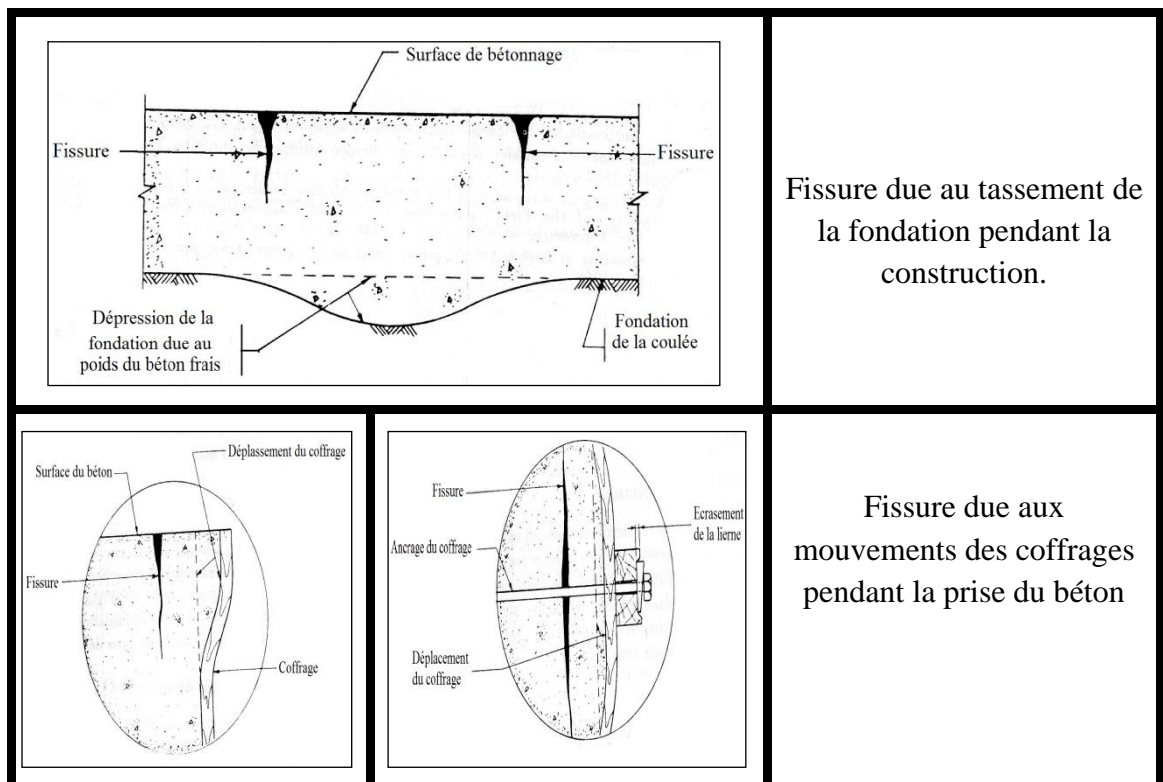 Surface de bétonnage
Fissure
Fissure
Dépression de la
fondation due au
poids du béton frais
Fondation
de la coulée
Fissure due au tassement de
la fondation pendant la
construction.
Déplassement du coffrage
Surface du béton
Fissure
Coffrage
Fissure
Ecrasement
de la lierne
Ancrage du coffrage
Déplacement
du coffrage
Fissure due aux
mouvements des coffrages
pendant la prise du béton